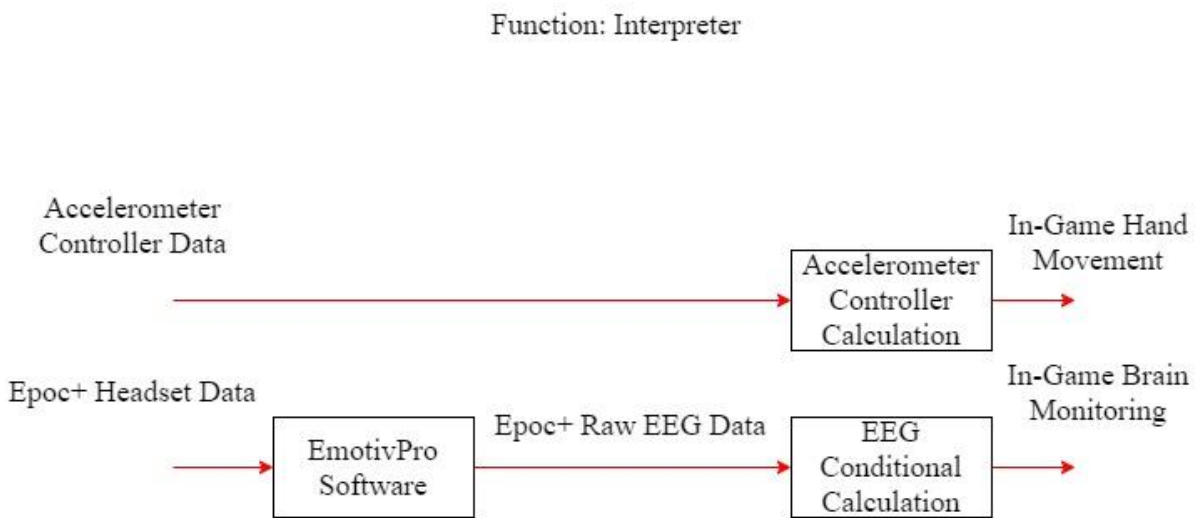 Function: Interpreter
Accelerometer
Controller Data
In-Game Hand
Movement
Accelerometer
Controller
Calculation
Epoc+ Headset Data
In-Game Brain
Monitoring
EmotivPro
Software
Epoc+ Raw EEG Data
EEG
Conditional
Calculation